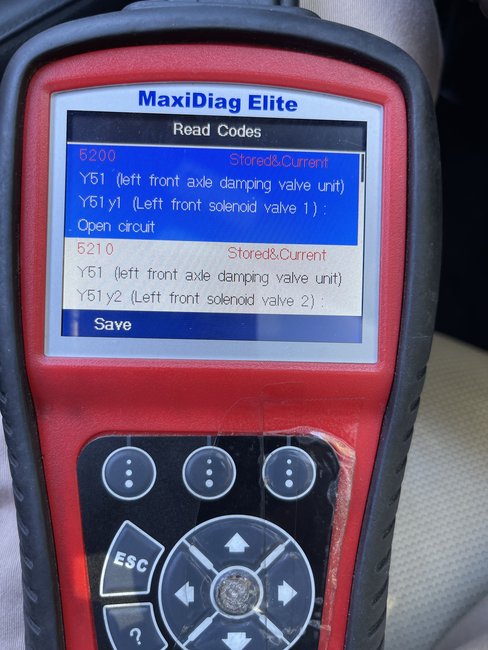 MaxiDiag Elite
Read Codes
5200 Stored&Current
Y51 (left front axle damping valve unit)
Y51y1 (Left front solenoid valve 1) :
Open circuit
5210 Stored&Current
Y51 (left front axle damping valve unit)
Y51y2 (Left front solenoid valve 2) :
Save
ESC
?